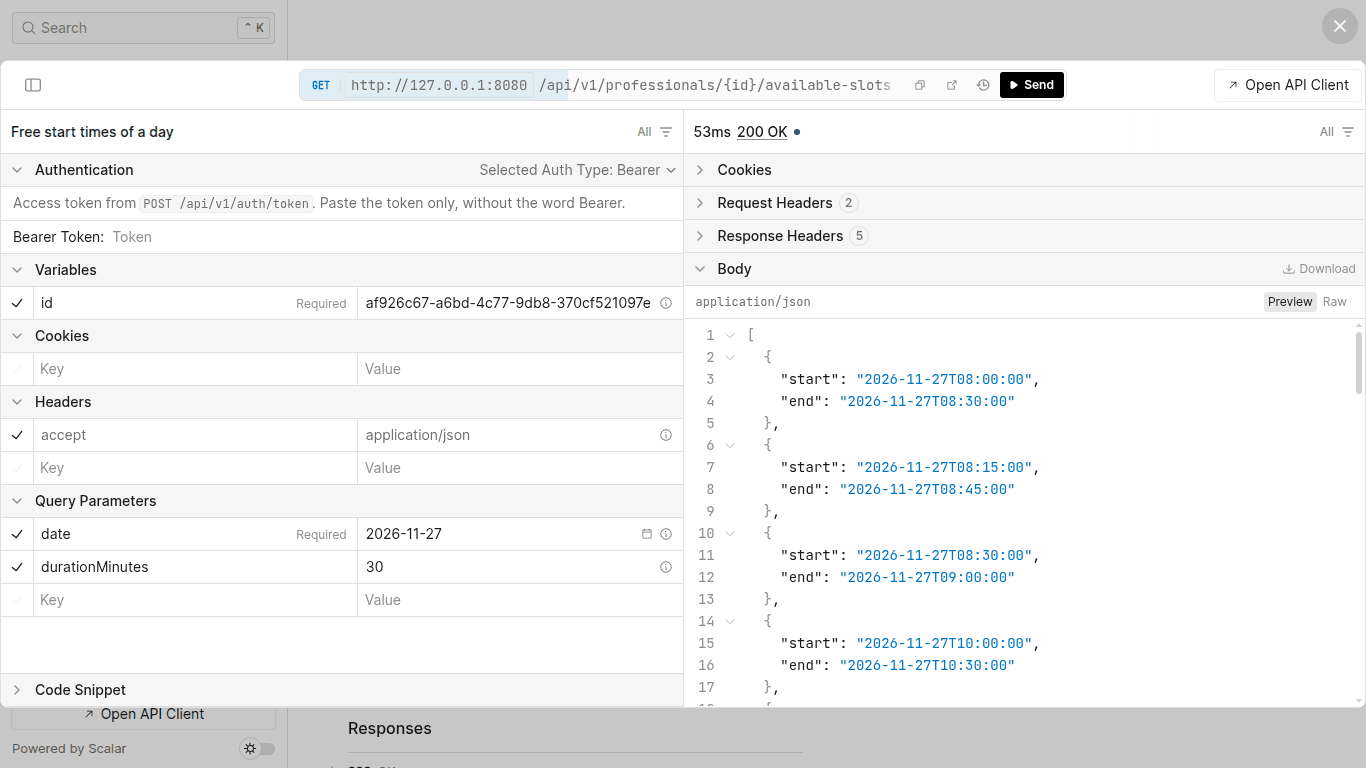 Search
⌃ K
GET http://127.0.0.1:8080 /api/v1/professionals/{id}/available-slots
Send
Open API Client
Free start times of a day
All
Authentication
Selected Auth Type: Bearer
Access token from POST /api/v1/auth/token. Paste the token only, without the word Bearer.
Bearer Token: Token
Variables
id Required af926c67-a6bd-4c77-9db8-370cf521097e
Cookies
Key Value
Headers
accept application/json
Key Value
Query Parameters
date Required 2026-11-27
durationMinutes 30
Key Value
Code Snippet
53ms 200 OK
All
Cookies
Request Headers 2
Response Headers 5
Body
Download
application/json
Preview Raw
1 [
2 {
3 "start": "2026-11-27T08:00:00",
4 "end": "2026-11-27T08:30:00"
5 },
6 {
7 "start": "2026-11-27T08:15:00",
8 "end": "2026-11-27T08:45:00"
9 },
10 {
11 "start": "2026-11-27T08:30:00",
12 "end": "2026-11-27T09:00:00"
13 },
14 {
15 "start": "2026-11-27T10:00:00",
16 "end": "2026-11-27T10:30:00"
17 },
Open API Client
Powered by Scalar
Responses